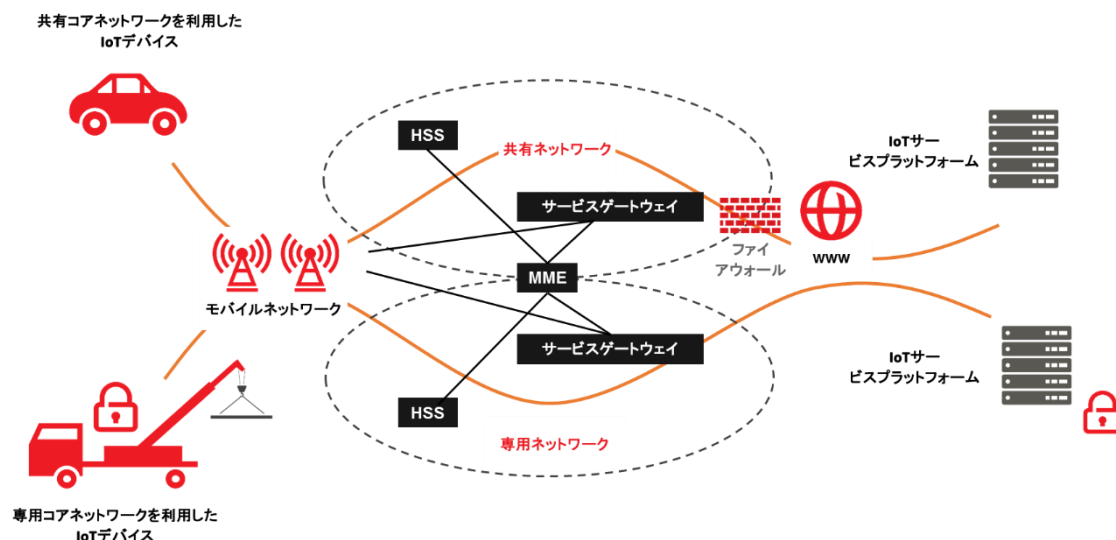 共有コアネットワークを利用した
IoTデバイス
HSS
共有ネットワーク
サービスゲートウェイ
IoTサー
ビスプラットフォーム
ファイ
アウォール
WWW
MME
モバイルネットワーク
サービスゲートウェイ
IoTサー
ビスプラットフォーム
HSS
専用ネットワーク
専用コアネットワークを利用した
IoTデバイス